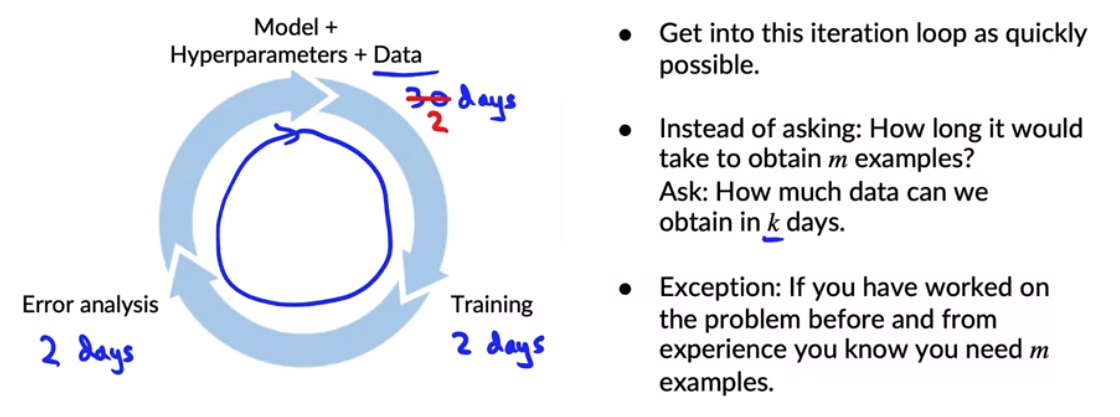 Model +
Hyperparameters + Data
30 days
2
Error analysis
2 days
Training
2 days
● Get into this iteration loop as quickly
possible.
● Instead of asking: How long it would
take to obtain m examples?
Ask: How much data can we
obtain in k days.
● Exception: If you have worked on
the problem before and from
experience you know you need m
examples.